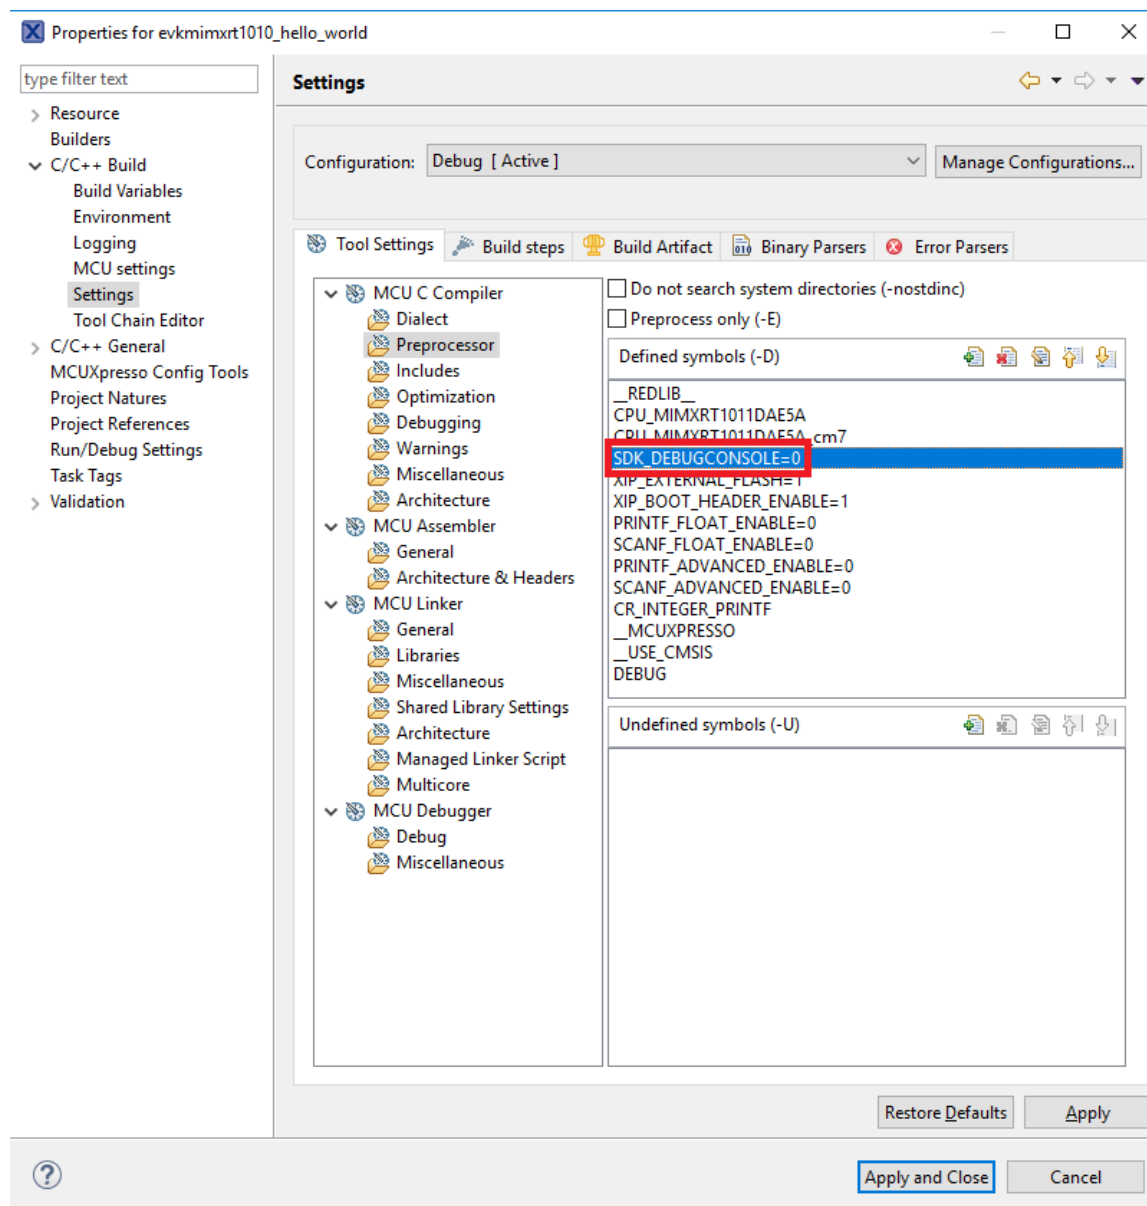 Properties for evkmimxrt1010_hello_world
type filter text
Resource
Builders
C/C++ Build
Build Variables
Environment
Logging
MCU settings
Settings
Tool Chain Editor
C/C++ General
MCUXpresso Config Tools
Project Natures
Project References
Run/Debug Settings
Task Tags
Validation
Settings
Configuration: Debug [ Active ] Manage Configurations...
Tool Settings Build steps Build Artifact Binary Parsers Error Parsers
MCU C Compiler
Dialect
Preprocessor
Includes
Optimization
Debugging
Warnings
Miscellaneous
Architecture
MCU Assembler
General
Architecture & Headers
MCU Linker
General
Libraries
Miscellaneous
Shared Library Settings
Architecture
Managed Linker Script
Multicore
MCU Debugger
Debug
Miscellaneous
Do not search system directories (-nostdinc)
Preprocess only (-E)
Defined symbols (-D)
__REDLIB__
CPU_MIMXRT1011DAE5A
CPU_MIMXRT1011DAE5A_cm7
SDK_DEBUGCONSOLE=0
XIP_EXTERNAL_FLASH=1
XIP_BOOT_HEADER_ENABLE=1
PRINTF_FLOAT_ENABLE=0
SCANF_FLOAT_ENABLE=0
PRINTF_ADVANCED_ENABLE=0
SCANF_ADVANCED_ENABLE=0
CR_INTEGER_PRINTF
__MCUXPRESSO
__USE_CMSIS
DEBUG
Undefined symbols (-U)
Restore Defaults Apply
Apply and Close Cancel